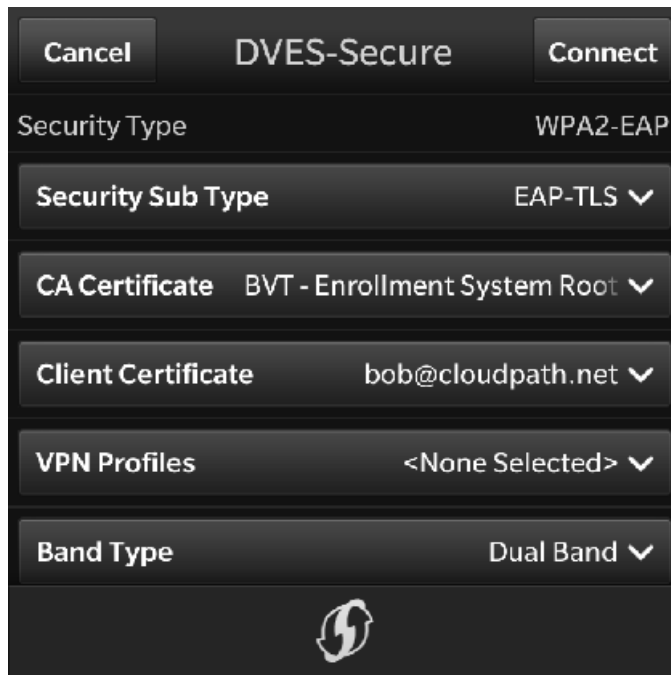 Cancel DVES-Secure Connect
Security Type WPA2-EAP
Security Sub Type EAP-TLS
CA Certificate BVT - Enrollment System Root
Client Certificate bob@cloudpath.net
VPN Profiles <None Selected>
Band Type Dual Band